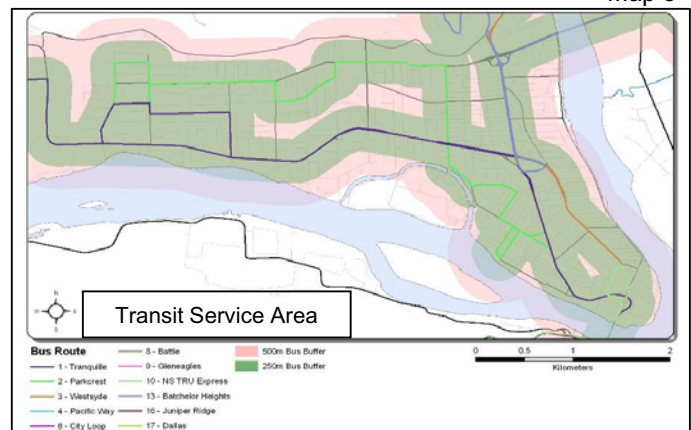 Map 3
N
W E
S
Transit Service Area
Bus Route
1 - Tranquille
2 - Parkcrest
3 - Westsyde
4 - Pacific Way
6 - City Loop
8 - Battle
9 - Gleneagles
10 - NS TRU Express
13 - Batchelor Heights
16 - Juniper Ridge
17 - Dallas
500m Bus Buffer
250m Bus Buffer
0 0.5 1 2
Kilometers